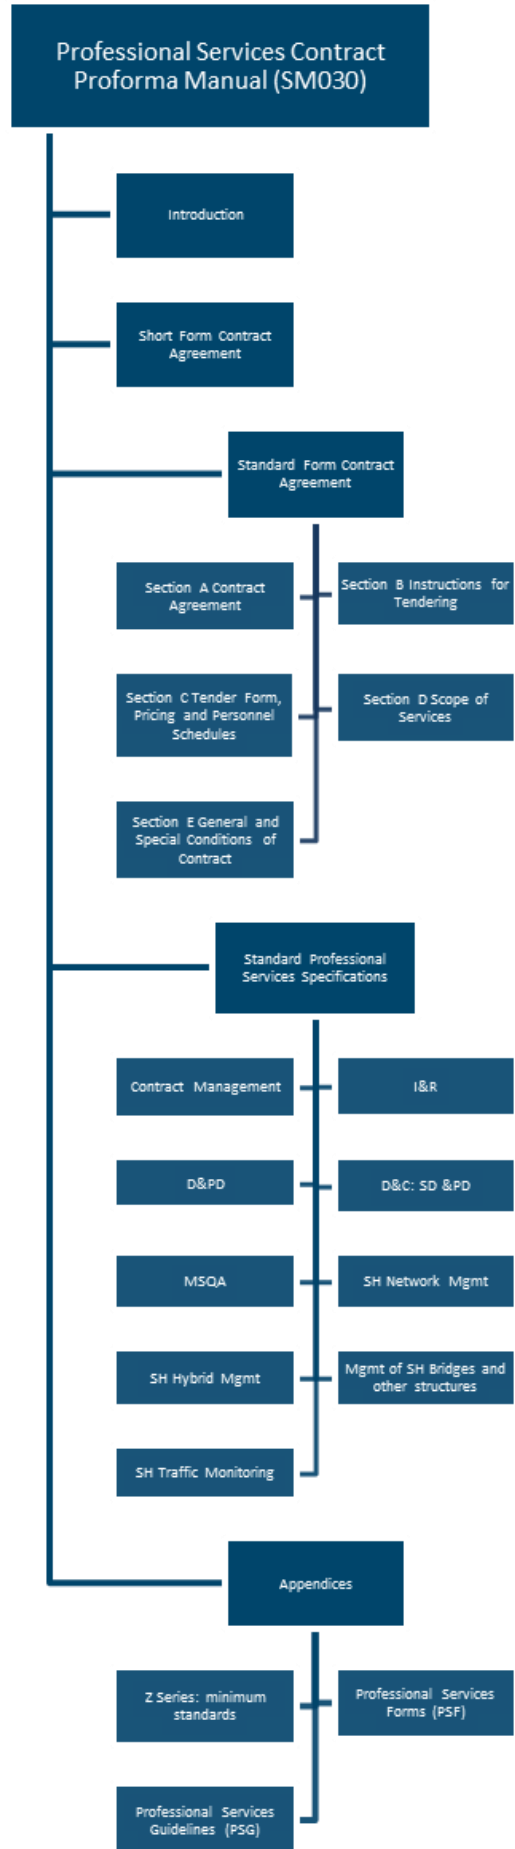 Professional Services Contract
Proforma Manual (SM030)
Introduction
Short Form Contract
Agreement
Standard Form Contract
Agreement
Section A Contract
Agreement
Section B Instructions for
Tendering
Section C Tender Form,
Pricing and Personnel
Schedules
Section D Scope of
Services
Section E General and
Special Conditions of
Contract
Standard Professional
Services Specifications
Contract Management
I&R
D&PD
D&C: SD &PD
MSQA
SH Network Mgmt
SH Hybrid Mgmt
Mgmt of SH Bridges and
other structures
SH Traffic Monitoring
Appendices
Z Series: minimum
standards
Professional Services
Forms (PSF)
Professional Services
Guidelines (PSG)